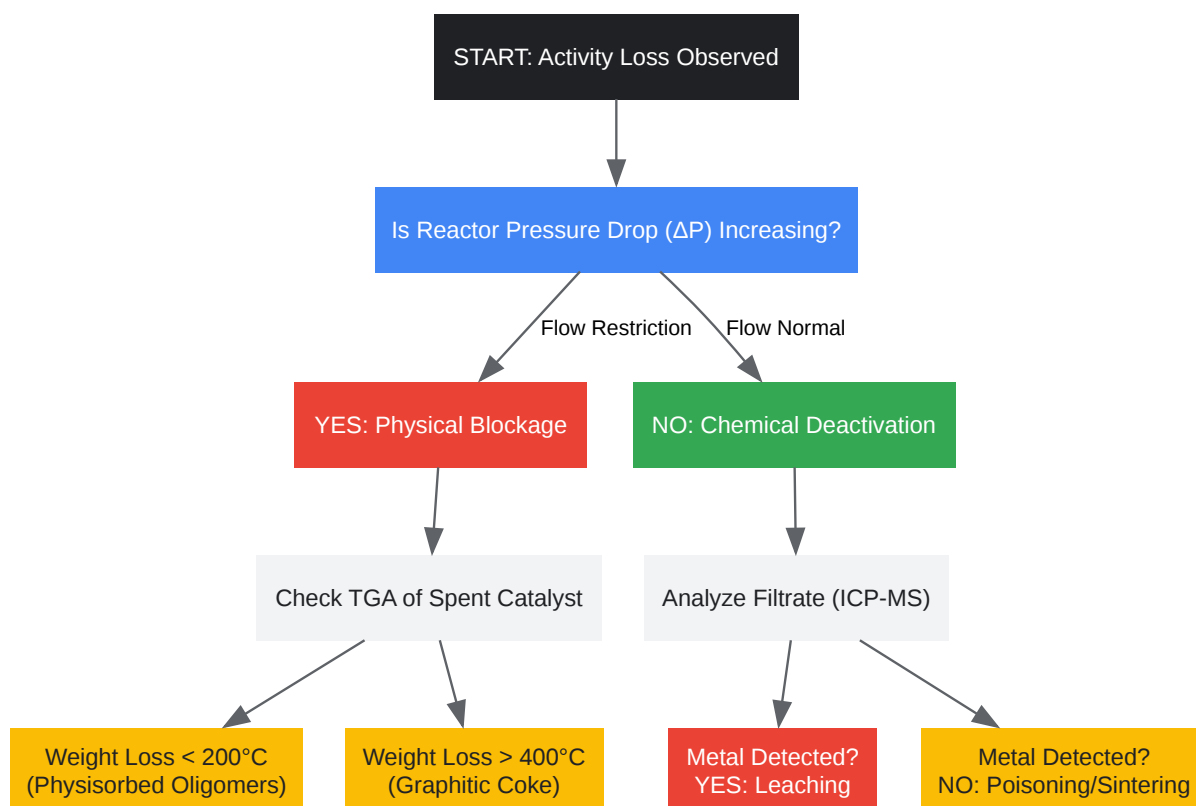 START: Activity Loss Observed
Is Reactor Pressure Drop (ΔP) Increasing?
Flow Restriction
Flow Normal
YES: Physical Blockage
NO: Chemical Deactivation
Check TGA of Spent Catalyst
Analyze Filtrate (ICP-MS)
Weight Loss < 200°C
(Physisorbed Oligomers)
Weight Loss > 400°C
(Graphitic Coke)
Metal Detected?
YES: Leaching
Metal Detected?
NO: Poisoning/Sintering